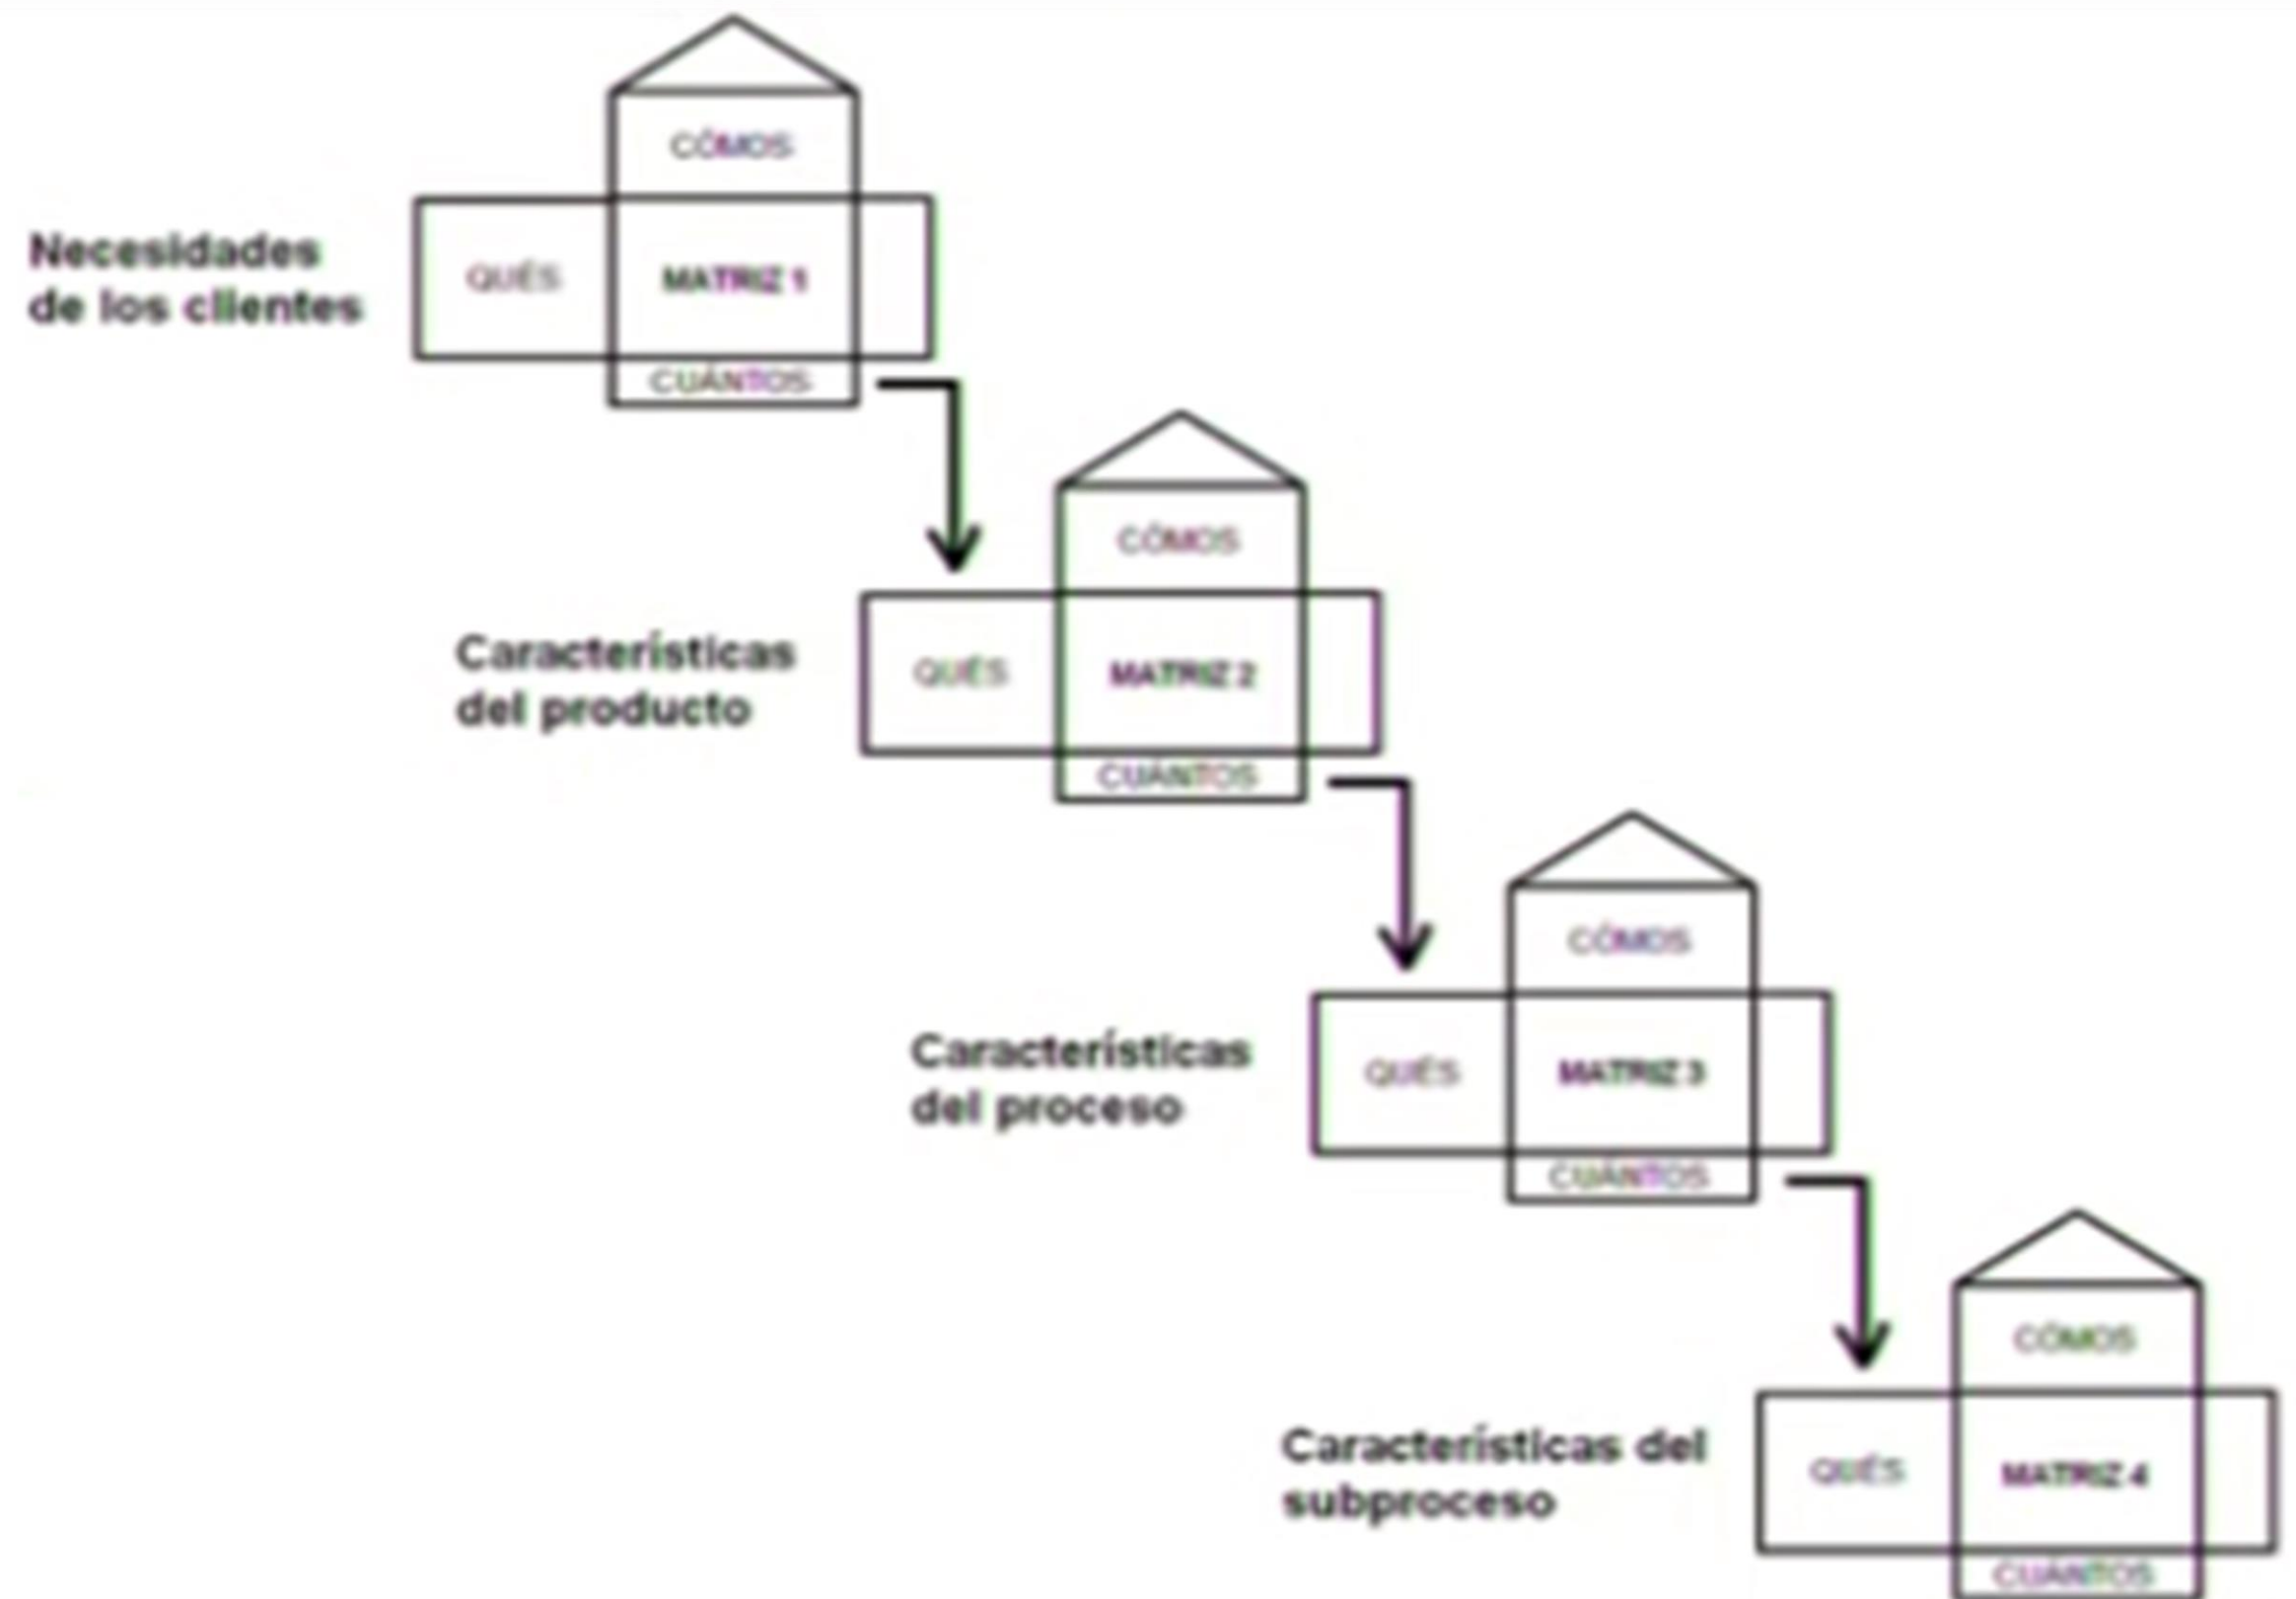 CÓMOS
Necesidades
de los clientes
QUÉS
MATRIZ 1
CUÁNTOS
CÓMOS
Características
del producto
QUÉS
MATRIZ 2
CUÁNTOS
CÓMOS
Características
del proceso
QUÉS
MATRIZ 3
CUÁNTOS
CÓMOS
Características del
subproceso
QUÉS
MATRIZ 4
CUÁNTOS